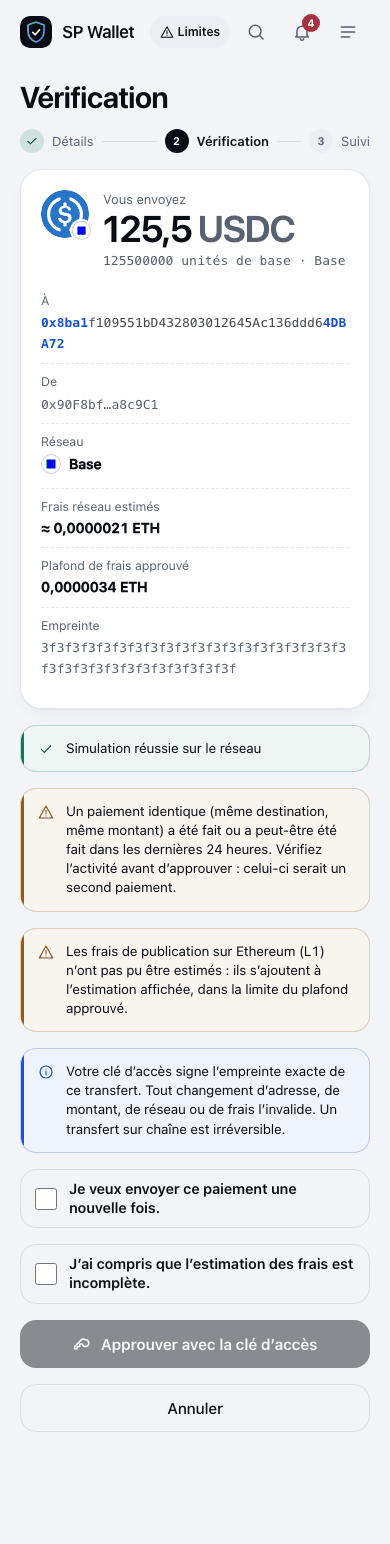 SP Wallet
Limites
4
Vérification
Détails
2
Vérification
3
Suivi
Vous envoyez
125,5 USDC
125500000 unités de base · Base
À
0x8ba1f109551bD432803012645Ac136ddd64DB
A72
De
0x90F8bf…a8c9C1
Réseau
Base
Frais réseau estimés
≈ 0,0000021 ETH
Plafond de frais approuvé
0,0000034 ETH
Empreinte
3f3f3f3f3f3f3f3f3f3f3f3f3f3f3f3f3f3f3f3
f3f3f3f3f3f3f3f3f3f3f3f3f
Simulation réussie sur le réseau
Un paiement identique (même destination,
même montant) a été fait ou a peut-être été
fait dans les dernières 24 heures. Vérifiez
l’activité avant d’approuver : celui-ci serait un
second paiement.
Les frais de publication sur Ethereum (L1)
n’ont pas pu être estimés : ils s’ajoutent à
l’estimation affichée, dans la limite du plafond
approuvé.
Votre clé d’accès signe l’empreinte exacte de
ce transfert. Tout changement d’adresse, de
montant, de réseau ou de frais l’invalide. Un
transfert sur chaîne est irréversible.
Je veux envoyer ce paiement une
nouvelle fois.
J’ai compris que l’estimation des frais est
incomplète.
Approuver avec la clé d’accès
Annuler